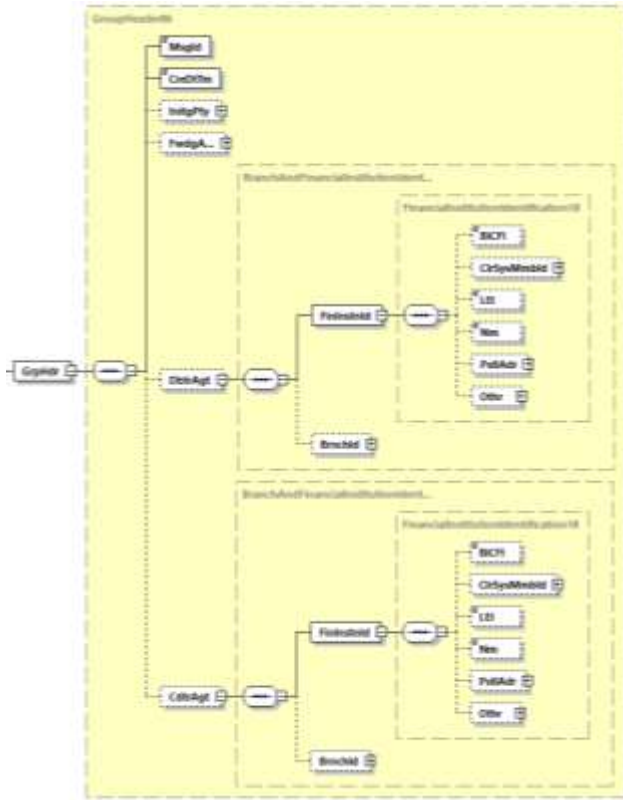 GroupHeader86
MsgId
CreDtTm
InitgPty
FwdgA...
BranchAndFinancialInstitutionIdent...
FinancialInstitutionIdentification18
BICFI
ClrSysMmbId
LEI
FinInstnId
Nm
PstlAdr
GrpHdr
DbtrAgt
Othr
BrnchId
BranchAndFinancialInstitutionIdent...
FinancialInstitutionIdentification18
BICFI
ClrSysMmbId
LEI
FinInstnId
Nm
PstlAdr
CdtrAgt
Othr
BrnchId